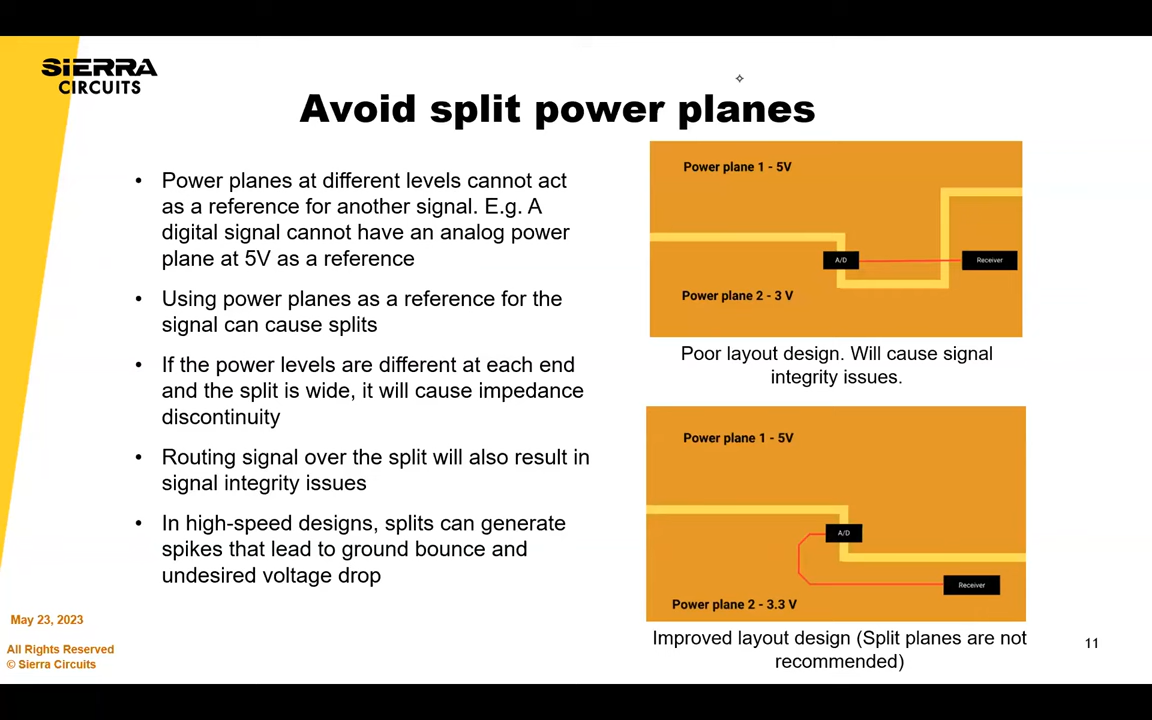 SIERRA
CIRCUITS
Avoid split power planes
• Power planes at different levels cannot act
as a reference for another signal. E.g. A
digital signal cannot have an analog power
plane at 5V as a reference
• Using power planes as a reference for the
signal can cause splits
• If the power levels are different at each end
and the split is wide, it will cause impedance
discontinuity
• Routing signal over the split will also result in
signal integrity issues
• In high-speed designs, splits can generate
spikes that lead to ground bounce and
undesired voltage drop
Power plane 1 - 5V
A/D
Receiver
Power plane 2 - 3 V
Poor layout design. Will cause signal
integrity issues.
Power plane 1 - 5V
A/D
Receiver
Power plane 2 - 3.3 V
Improved layout design (Split planes are not
recommended)
May 23, 2023
All Rights Reserved
© Sierra Circuits
11